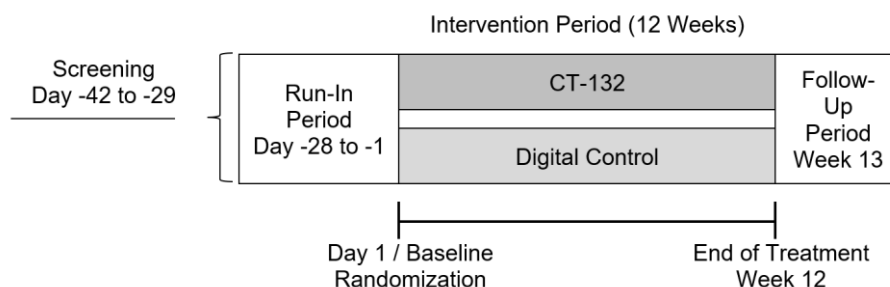 Intervention Period (12 Weeks)
Screening
Day -42 to -29
Run-In
Period
Day -28 to -1
CT-132
Digital Control
Follow-
Up
Period
Week 13
Day 1 / Baseline
Randomization
End of Treatment
Week 12